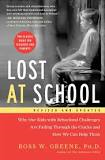 LOST
AT SCHOOL
REVISED AND UPDATED
Why Our Kids with Behavioral Challenges
Are Falling Through the Cracks and
How We Can Help Them
ROSS W. GREENE, Ph.D.